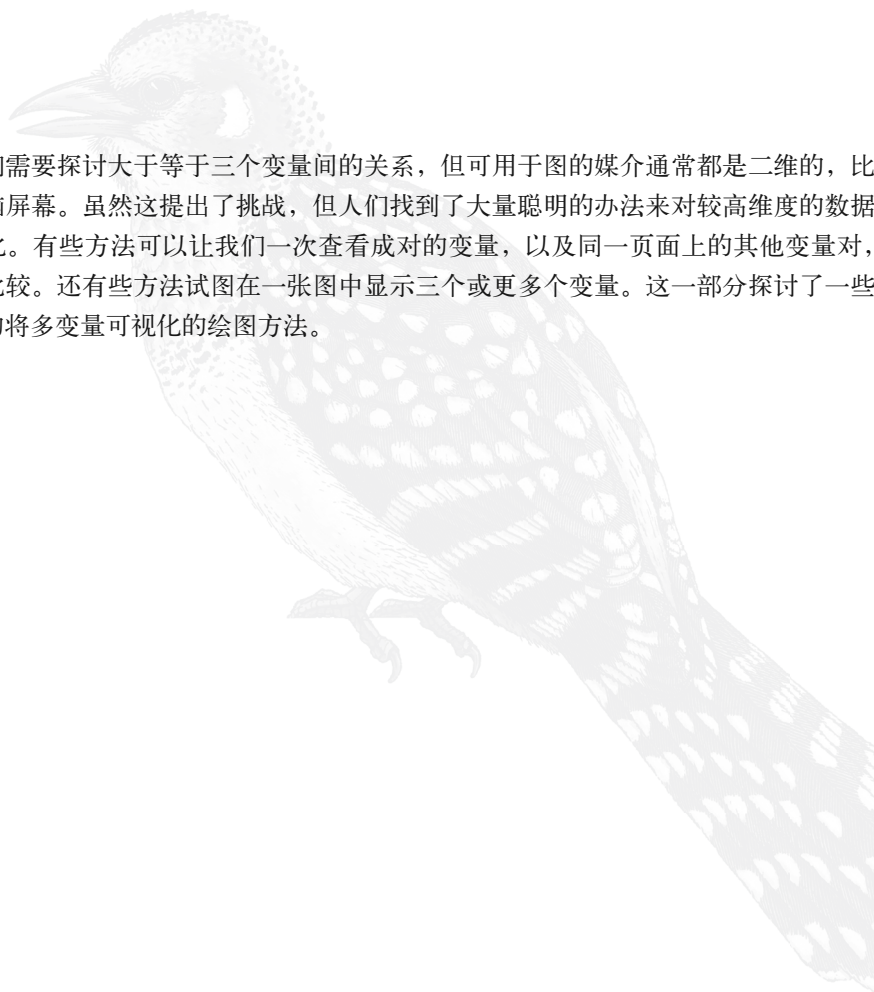 需要探讨大于等于三个变量间的关系，但可用于图的媒介通常都是二维的，比
屏幕。虽然这提出了挑战，但人们找到了大量聪明的办法来对较高维度的数据
。有些方法可以让我们一次查看成对的变量，以及同一页面上的其他变量对，
比较。还有些方法试图在一张图中显示三个或更多个变量。这一部分探讨了一些
将多变量可视化的绘图方法。